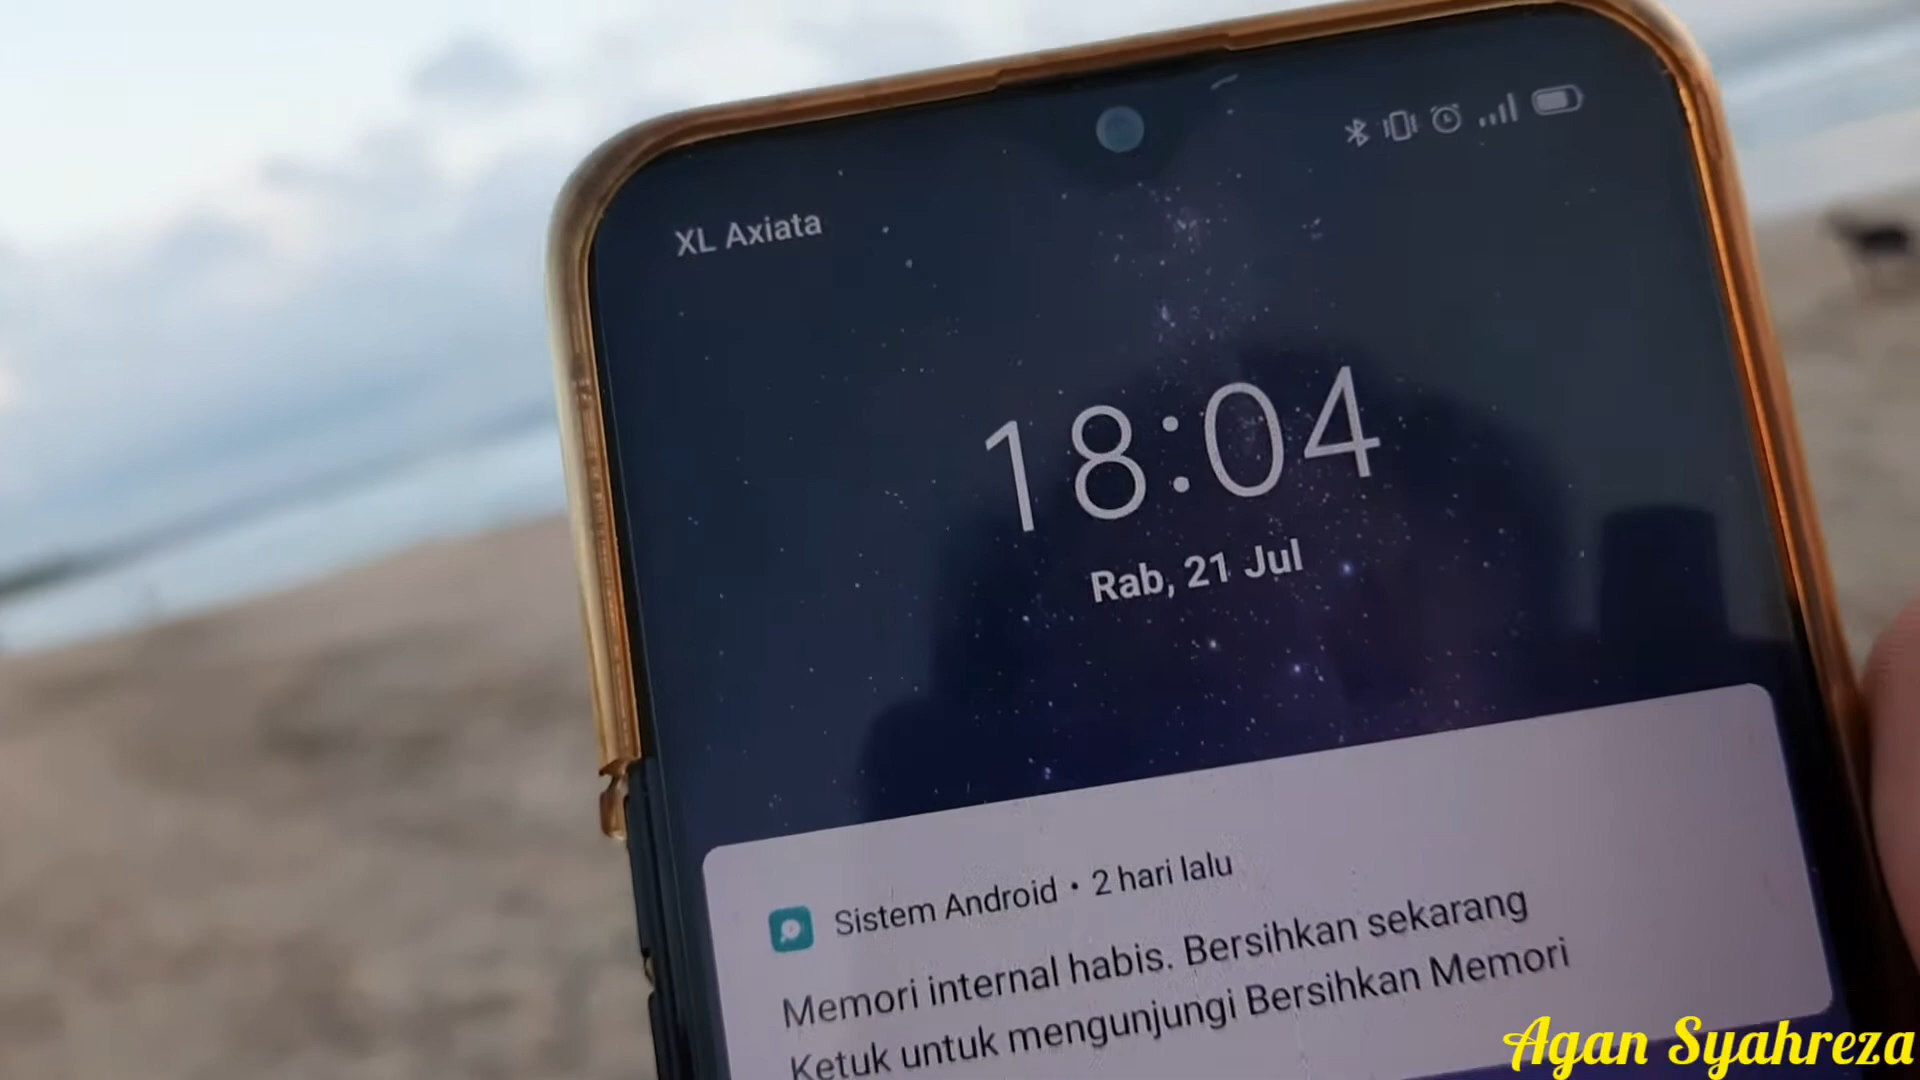 XL Axiata
18:04
Rab, 21 Jul
Sistem Android • 2 hari lalu
Memori internal habis. Bersihkan sekarang
Ketuk untuk mengunjungi Bersihkan Memori
Agan Syahreza